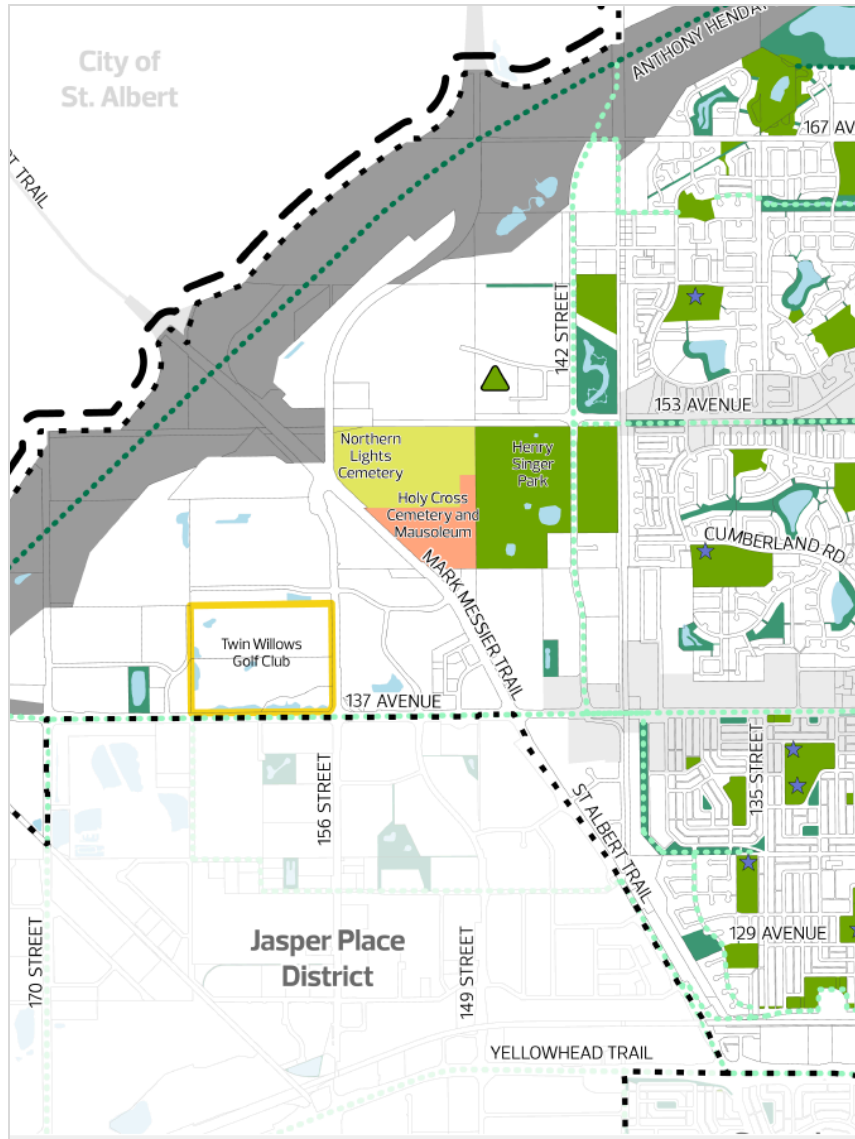 City of
St. Albert
ANTHONY HENDAY
167 AV
RT TRAIL
142 STREET
153 AVENUE
Northern
Lights
Cemetery
Henry
Singer
Park
Holy Cross
Cemetery and
Mausoleum
CUMBERLAND RD
MARK MESSIER TRAIL
Twin Willows
Golf Club
137 AVENUE
135 STREET
156 STREET
ST ALBERT TRAIL
170 STREET
Jasper Place
District
149 STREET
129 AVENUE
YELLOWHEAD TRAIL